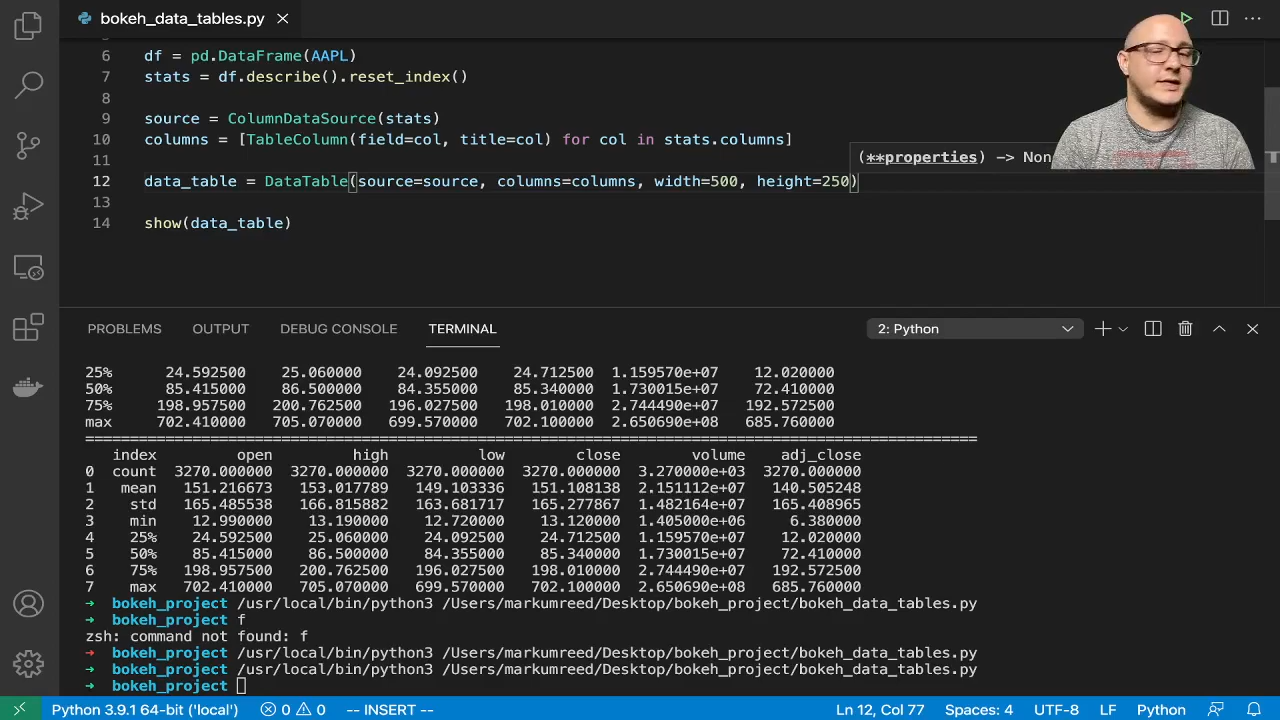 bokeh_data_tables.py
6 df = pd.DataFrame(AAPL)
7 stats = df.describe().reset_index()
8
9 source = ColumnDataSource(stats)
10 columns = [TableColumn(field=col, title=col) for col in stats.columns]
11 (**properties) -> Non
12 data_table = DataTable(source=source, columns=columns, width=500, height=250)
13
14 show(data_table)
PROBLEMS OUTPUT DEBUG CONSOLE TERMINAL 2: Python
25% 24.592500 25.060000 24.092500 24.712500 1.159570e+07 12.020000
50% 85.415000 86.500000 84.355000 85.340000 1.730015e+07 72.410000
75% 198.957500 200.762500 196.027500 198.010000 2.744490e+07 192.572500
max 702.410000 705.070000 699.570000 702.100000 2.650690e+08 685.760000
====================================================================================================
index open high low close volume adj_close
0 count 3270.000000 3270.000000 3270.000000 3270.000000 3.270000e+03 3270.000000
1 mean 151.216673 153.017789 149.103336 151.108138 2.151112e+07 140.505248
2 std 165.485538 166.815882 163.681717 165.277867 1.482164e+07 165.408965
3 min 12.990000 13.190000 12.720000 13.120000 1.405000e+06 6.380000
4 25% 24.592500 25.060000 24.092500 24.712500 1.159570e+07 12.020000
5 50% 85.415000 86.500000 84.355000 85.340000 1.730015e+07 72.410000
6 75% 198.957500 200.762500 196.027500 198.010000 2.744490e+07 192.572500
7 max 702.410000 705.070000 699.570000 702.100000 2.650690e+08 685.760000
➜ bokeh_project /usr/local/bin/python3 /Users/markumreed/Desktop/bokeh_project/bokeh_data_tables.py
➜ bokeh_project f
zsh: command not found: f
➜ bokeh_project /usr/local/bin/python3 /Users/markumreed/Desktop/bokeh_project/bokeh_data_tables.py
➜ bokeh_project /usr/local/bin/python3 /Users/markumreed/Desktop/bokeh_project/bokeh_data_tables.py
➜ bokeh_project
Python 3.9.1 64-bit ('local') 0 0 -- INSERT -- Ln 12, Col 77 Spaces: 4 UTF-8 LF Python